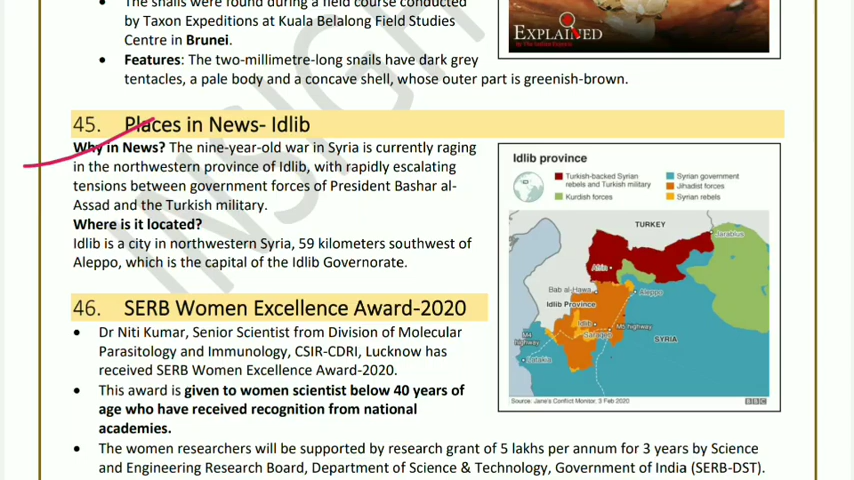 The snails were found during a field course conducted
by Taxon Expeditions at Kuala Belalong Field Studies
Centre in Brunei.
• Features: The two-millimetre-long snails have dark grey
tentacles, a pale body and a concave shell, whose outer part is greenish-brown.
EXPLAINED
INSIGH
45. Places in News- Idlib
Why in News? The nine-year-old war in Syria is currently raging
in the northwestern province of Idlib, with rapidly escalating
tensions between government forces of President Bashar al-
Assad and the Turkish military.
Where is it located?
Idlib is a city in northwestern Syria, 59 kilometers southwest of
Aleppo, which is the capital of the Idlib Governorate.
Idlib province
Turkish-backed Syrian
rebels and Turkish military
Kurdish forces
Syrian government
Jihadist forces
Syrian rebels
TURKEY
Jarablus
Afrin
Bab al-Hawa
Aleppo
Idlib Province
Idlib
M5 highway
Saraqeb
M4
highway
SYRIA
Latakia
Source: Jane's Conflict Monitor, 3 Feb 2020
BBC
46. SERB Women Excellence Award-2020
• Dr Niti Kumar, Senior Scientist from Division of Molecular
Parasitology and Immunology, CSIR-CDRI, Lucknow has
received SERB Women Excellence Award-2020.
• This award is given to women scientist below 40 years of
age who have received recognition from national
academies.
• The women researchers will be supported by research grant of 5 lakhs per annum for 3 years by Science
and Engineering Research Board, Department of Science & Technology, Government of India (SERB-DST).